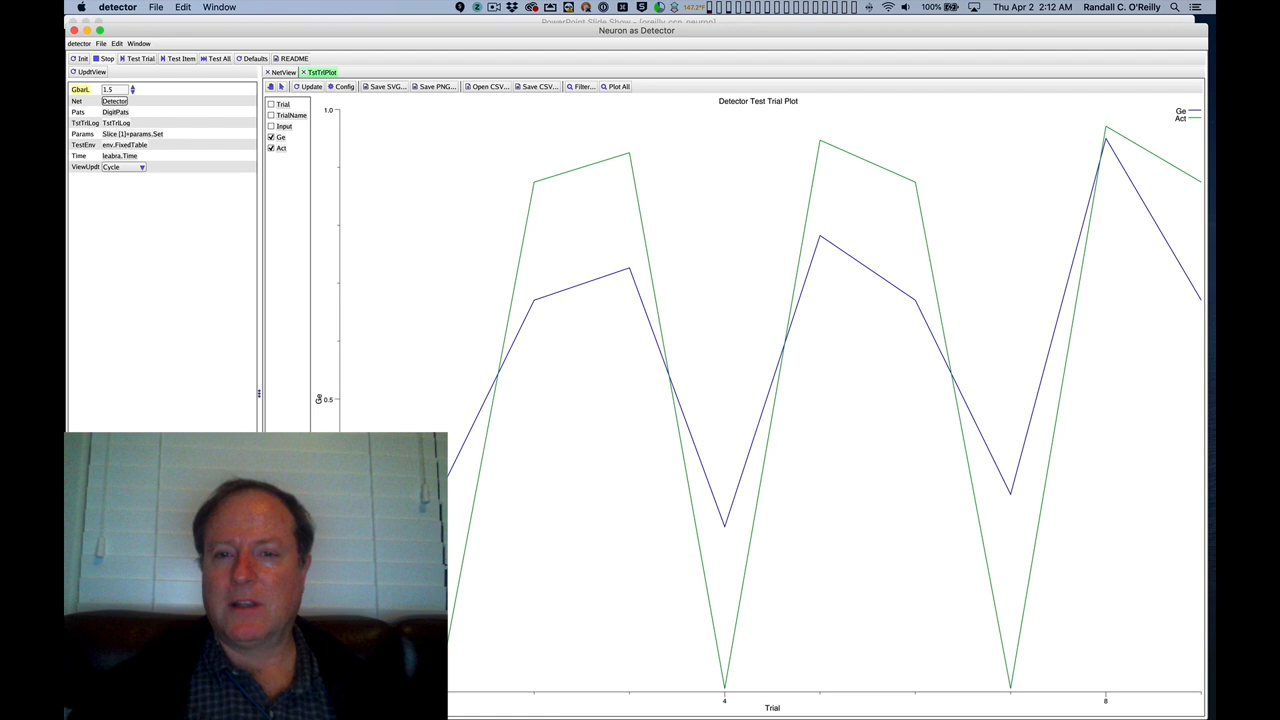 detector File Edit Window
147.2°F
100%
Thu Apr 2 2:12 AM Randall C. O'Reilly
Neuron as Detector
detector File Edit Window
Init Stop Test Trial Test Item Test All Defaults README
UpdtView
NetView TstTrlPlot
Update Config Save SVG... Save PNG... Open CSV... Save CSV... Filter... Plot All
GbarL 1.5
Net Detector
Pats DigitPats
TstTrlLog TstTrlLog
Params Slice [1]*params.Set
TestEnv env.FixedTable
Time leabra.Time
ViewUpdt Cycle
Trial
TrialName
Input
Ge
Act
Detector Test Trial Plot
Ge
Act
1.0
0.5
Ge
4
8
Trial